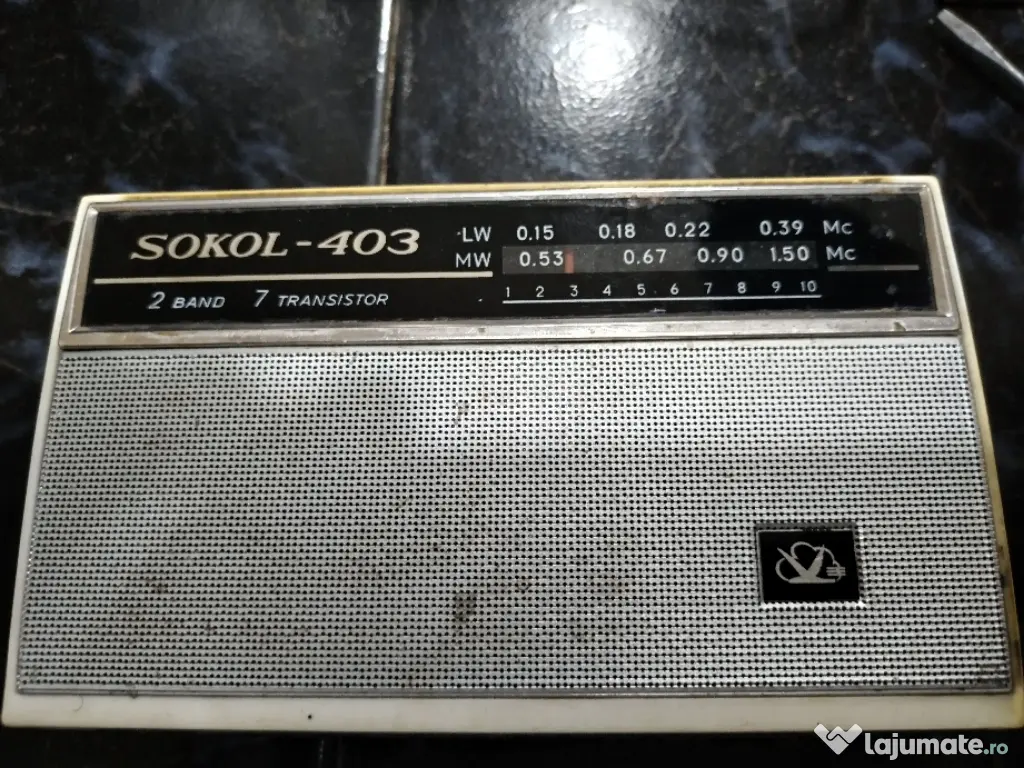 SOKOL-403
2 BAND 7 TRANSISTOR
LW 0.15 0.18 0.22 0.39 Mc
MW 0.53 0.67 0.90 1.50 Mc
1 2 3 4 5 6 7 8 9 10
lajumate.ro